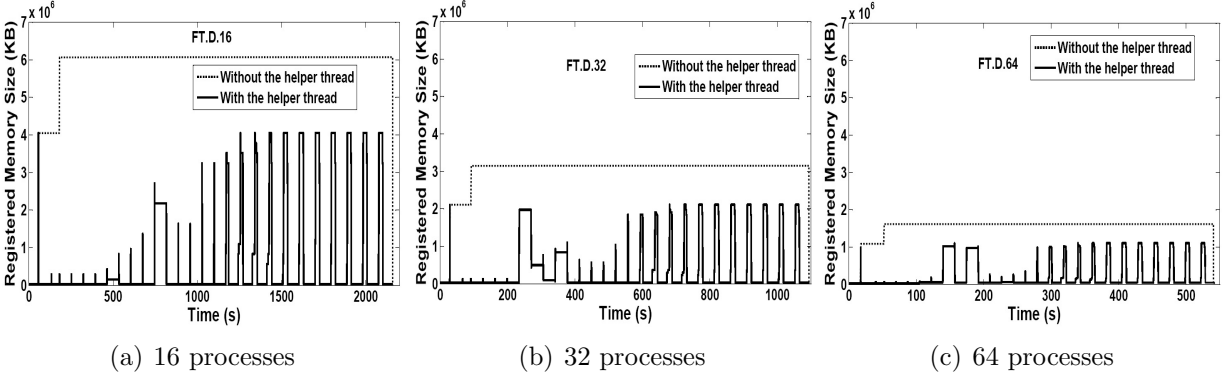 7 x 10^6
FT.D.16
Without the helper thread
With the helper thread
Registered Memory Size (KB)
6
5
4
3
2
1
0
0 500 1000 1500 2000
Time (s)
(a) 16 processes
7 x 10^6
FT.D.32
Without the helper thread
With the helper thread
Registered Memory Size (KB)
6
5
4
3
2
1
0
0 200 400 600 800 1000
Time (s)
(b) 32 processes
7 x 10^6
FT.D.64
Without the helper thread
With the helper thread
Registered Memory Size (KB)
6
5
4
3
2
1
0
0 100 200 300 400 500
Time (s)
(c) 64 processes